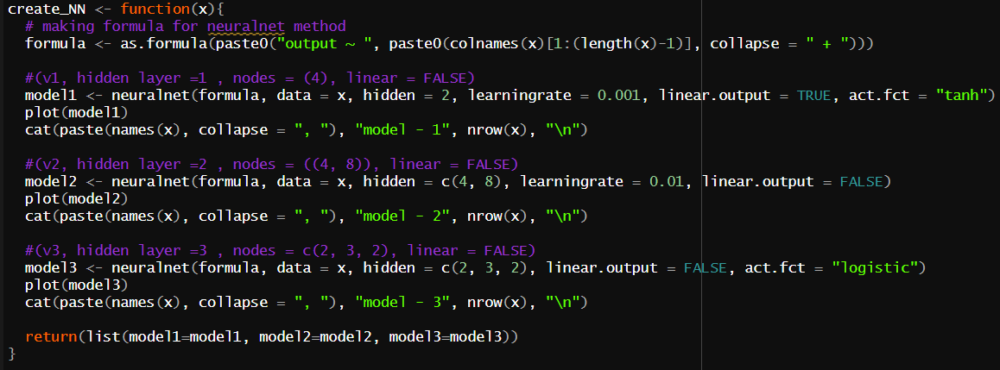 create_NN <- function(x){
  # making formula for neuralnet method
  formula <- as.formula(paste0("output ~ ", paste0(colnames(x)[1:(length(x)-1)], collapse = " + ")))

  #(v1, hidden layer =1 , nodes = (4), linear = FALSE)
  model1 <- neuralnet(formula, data = x, hidden = 2, learningrate = 0.001, linear.output = TRUE, act.fct = "tanh")
  plot(model1)
  cat(paste(names(x), collapse = ", "), "model - 1", nrow(x), "\n")

  #(v2, hidden layer =2 , nodes = ((4, 8)), linear = FALSE)
  model2 <- neuralnet(formula, data = x, hidden = c(4, 8), learningrate = 0.01, linear.output = FALSE)
  plot(model2)
  cat(paste(names(x), collapse = ", "), "model - 2", nrow(x), "\n")

  #(v3, hidden layer =3 , nodes = c(2, 3, 2), linear = FALSE)
  model3 <- neuralnet(formula, data = x, hidden = c(2, 3, 2), linear.output = FALSE, act.fct = "logistic")
  plot(model3)
  cat(paste(names(x), collapse = ", "), "model - 3", nrow(x), "\n")

  return(list(model1=model1, model2=model2, model3=model3))
}